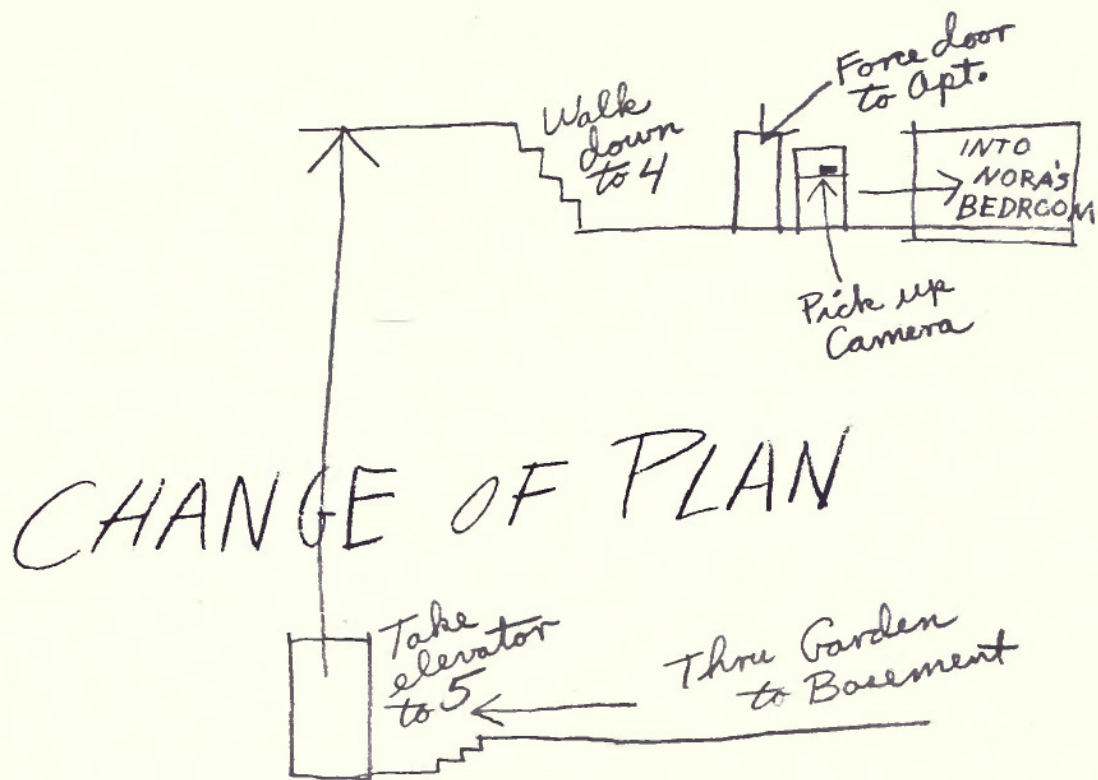 Force door
to Apt.
Walk
down
to 4
INTO
NORA'S
BEDROOM
Pick up
Camera
CHANGE OF PLAN
Take
elevator
to 5
Thru Garden
to Basement